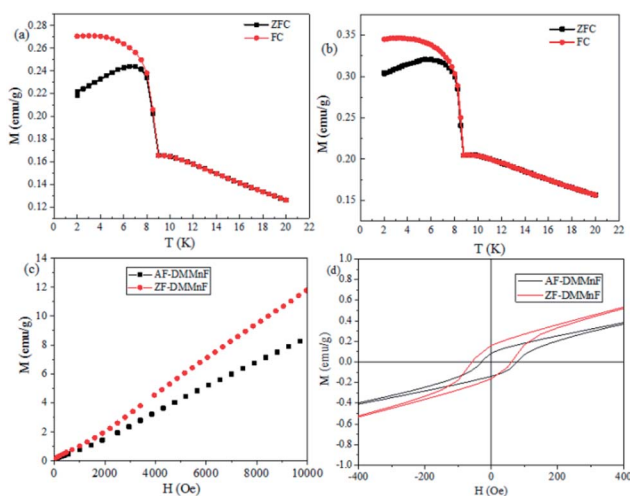 (a)
ZFC
FC
M (emu/g)
0.28
0.26
0.24
0.22
0.20
0.18
0.16
0.14
0.12
0 2 4 6 8 10 12 14 16 18 20 22
T (K)
(b)
ZFC
FC
M (emu/g)
0.35
0.30
0.25
0.20
0.15
0 2 4 6 8 10 12 14 16 18 20 22
T (K)
(c)
AF-DMMnF
ZF-DMMnF
M (emu/g)
14
12
10
8
6
4
2
0
0 2000 4000 6000 8000 10000
H (Oe)
(d)
AF-DMMnF
ZF-DMMnF
M (emu/g)
1.0
0.8
0.6
0.4
0.2
0.0
-0.2
-0.4
-0.6
-0.8
-1.0
-400 -200 0 200 400
H (Oe)